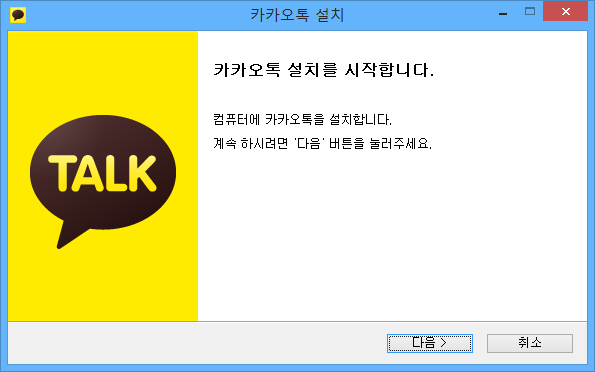 카카오톡 설치
카카오톡 설치를 시작합니다.
컴퓨터에 카카오톡을 설치합니다.
계속 하시려면 '다음' 버튼을 눌러주세요.
TALK
다음 >
취소